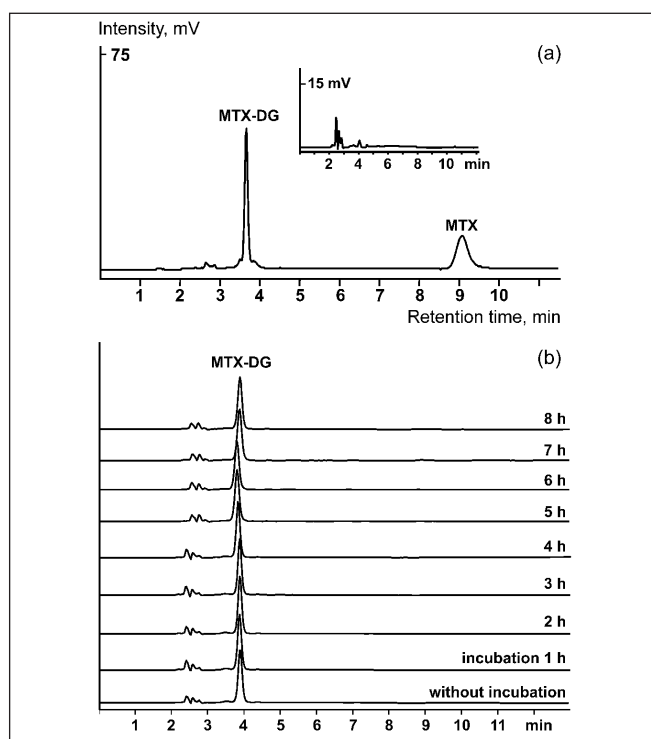 Intensity, mV
75
(a)
15 mV
MTX-DG
2 4 6 8 10 min
MTX
1 2 3 4 5 6 7 8 9 10
Retention time, min
MTX-DG
(b)
8 h
7 h
6 h
5 h
4 h
3 h
2 h
incubation 1 h
without incubation
1 2 3 4 5 6 7 8 9 10 11 min